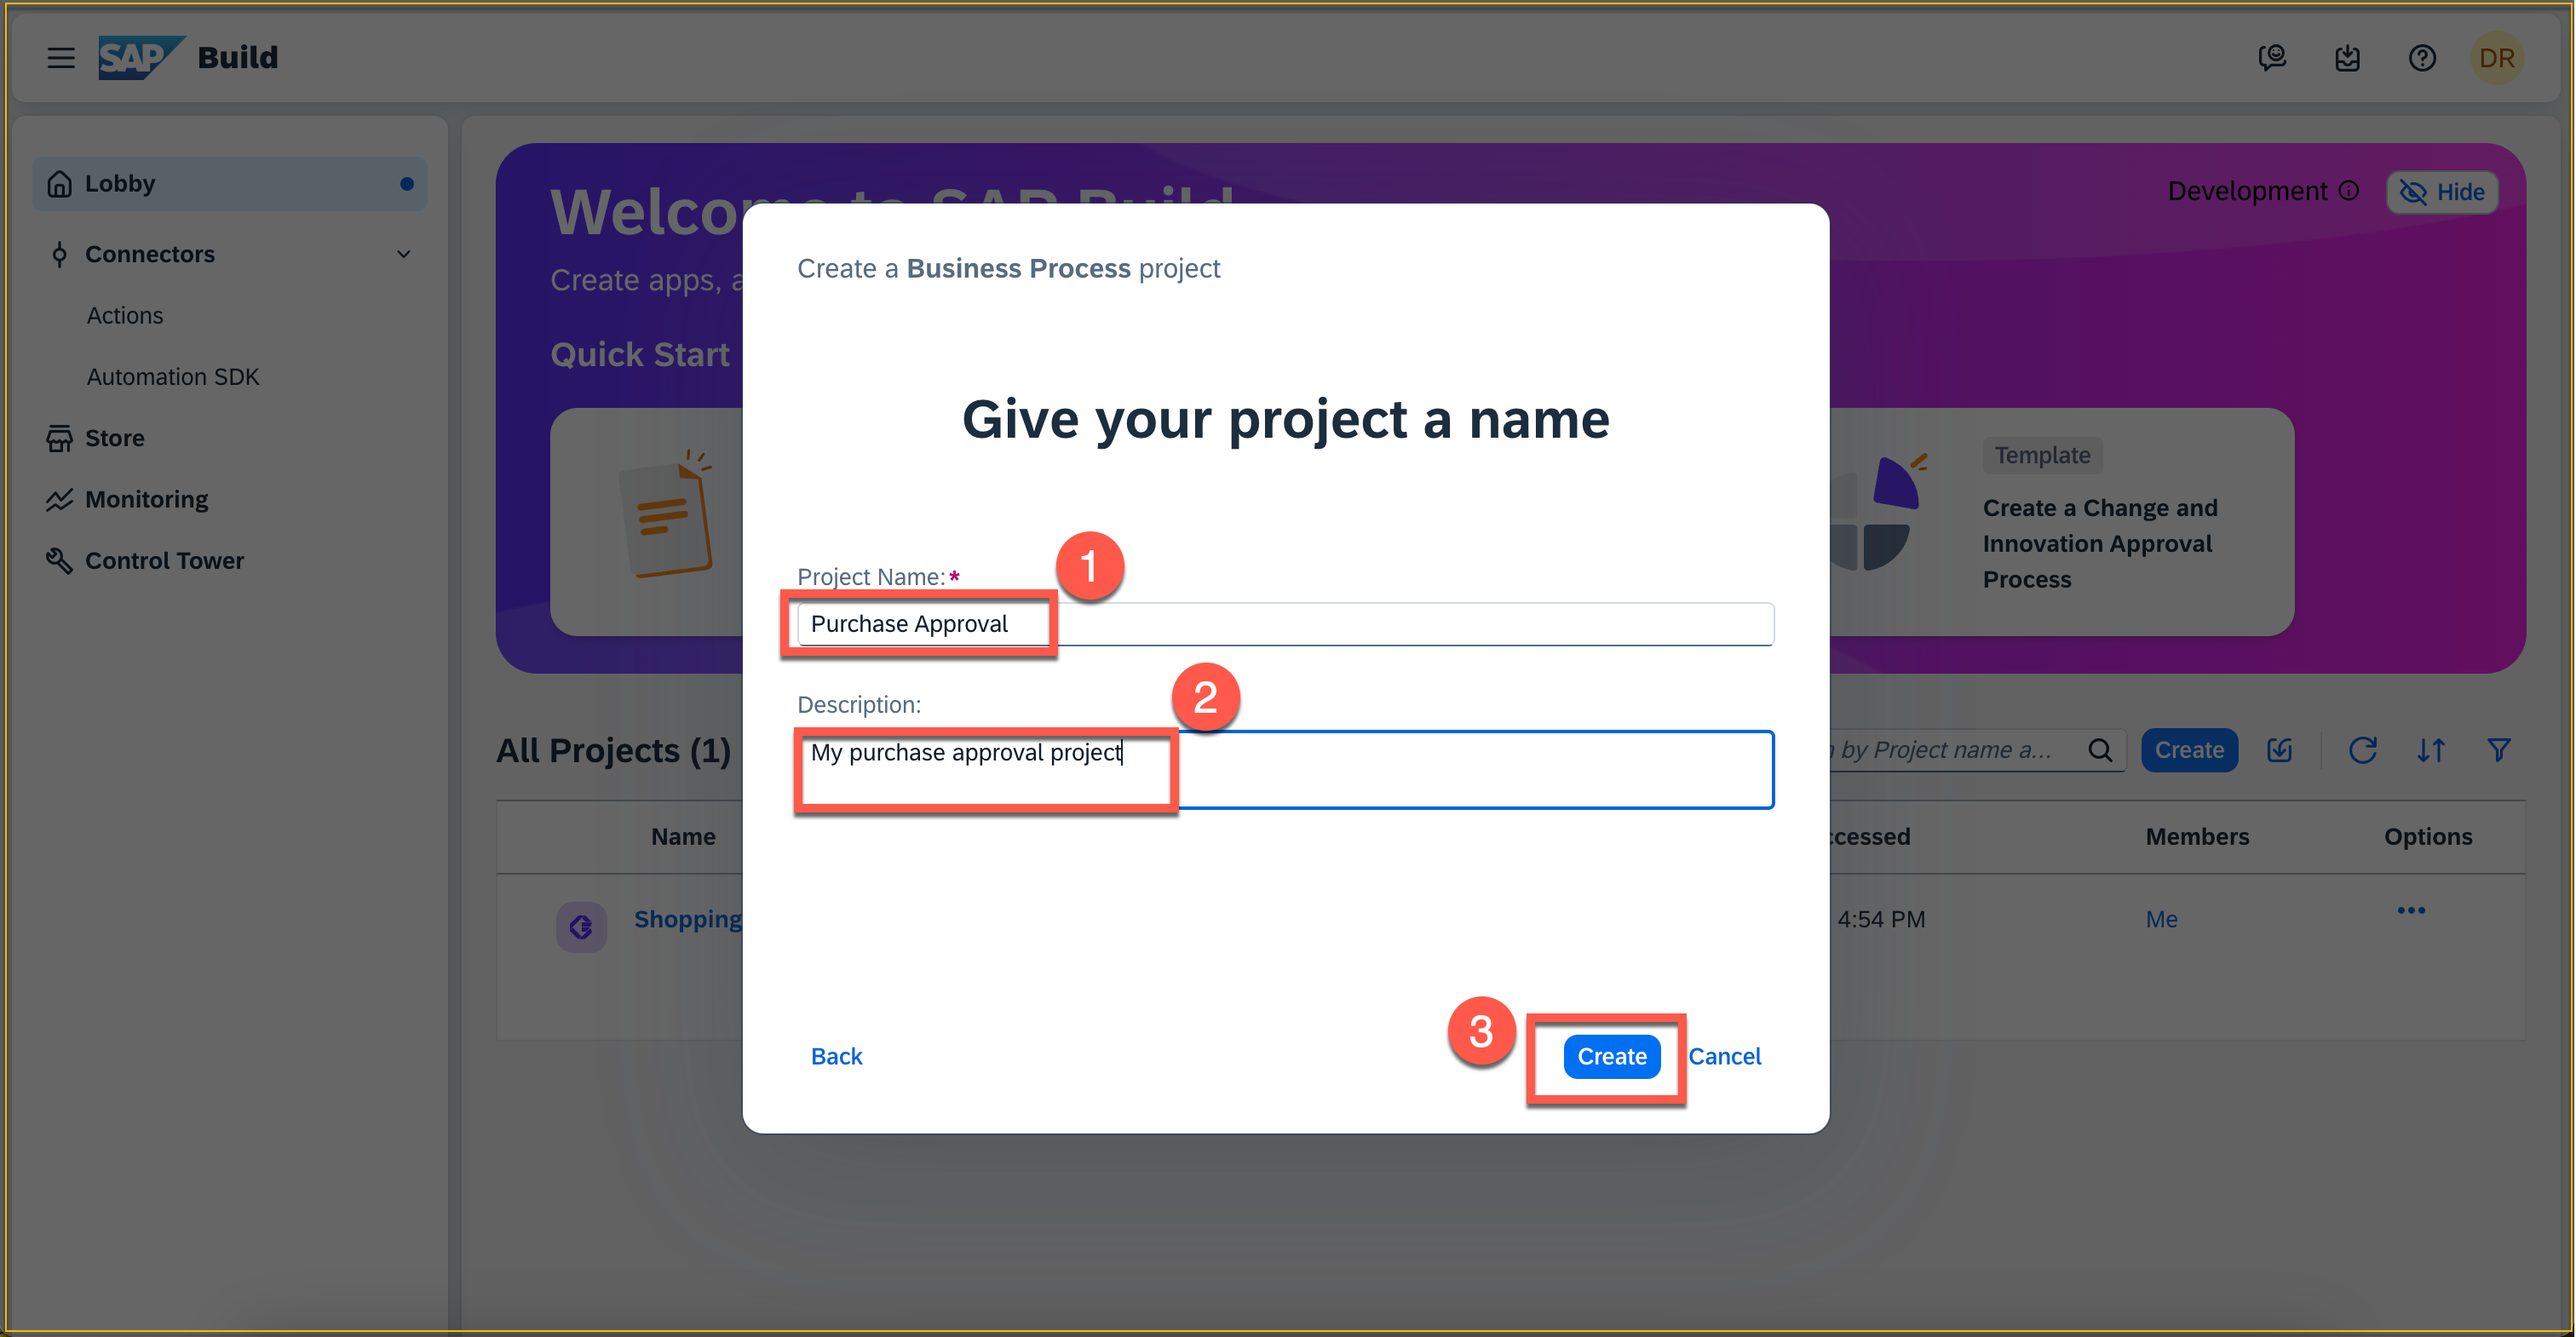 SAP Build
DR
Lobby
Connectors
Actions
Automation SDK
Store
Monitoring
Control Tower
Welcome to SAP Build
Create apps, a
Quick Start
Development
Hide
Template
Create a Change and
Innovation Approval
Process
Create a Business Process project
Give your project a name
1
Project Name:*
Purchase Approval
2
Description:
My purchase approval project
3
Back
Create
Cancel
All Projects (1)
by Project name a...
Create
Name
ccessed
Members
Options
Shopping
4:54 PM
Me